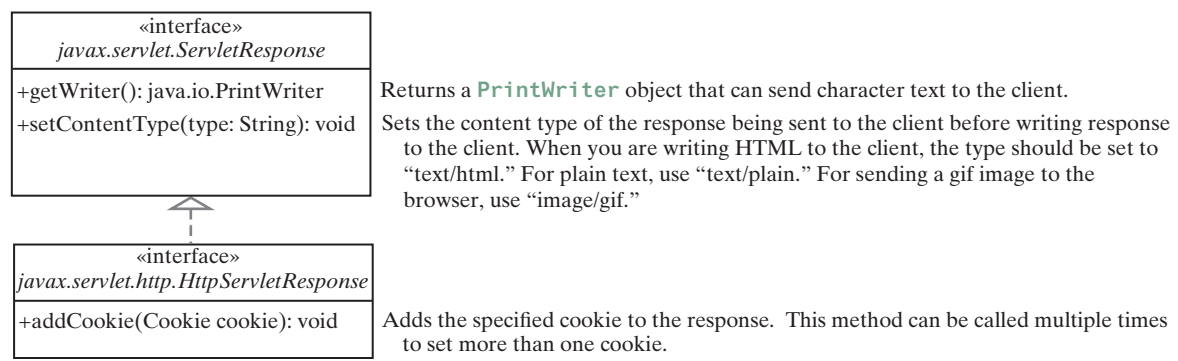 «interface»
javax.servlet.ServletResponse
+getWriter(): java.io.PrintWriter
Returns a PrintWriter object that can send character text to the client.
+setContentType(type: String): void
Sets the content type of the response being sent to the client before writing response
to the client. When you are writing HTML to the client, the type should be set to
“text/html.” For plain text, use “text/plain.” For sending a gif image to the
browser, use “image/gif.”
«interface»
javax.servlet.http.HttpServletResponse
+addCookie(Cookie cookie): void
Adds the specified cookie to the response. This method can be called multiple times
to set more than one cookie.